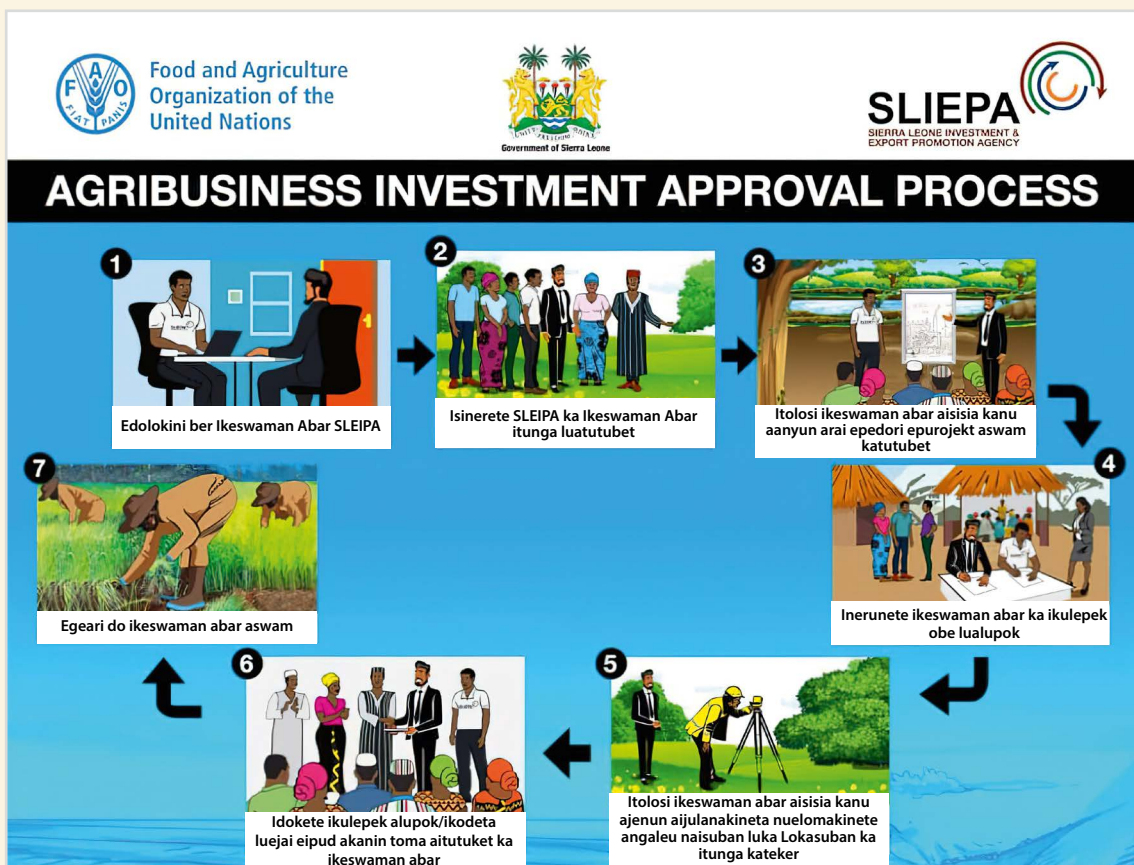 Food and Agriculture
Organization of the
United Nations
F A O
FIAT PANIS
Government of Sierra Leone
SLIEPA
SIERRA LEONE INVESTMENT &
EXPORT PROMOTION AGENCY
AGRIBUSINESS INVESTMENT APPROVAL PROCESS
1
Edolokini ber Ikeswaman Abar SLEIPA
2
Isinerete SLEIPA ka Ikeswaman Abar
itunga luatutubet
3
Itolosi ikeswaman abar aisisia kanu
aanyun arai epedori epurojekt aswam
katutubet
4
Inerunete ikeswaman abar ka ikulepek
obe lualupok
5
Itolosi ikeswaman abar aisisia kanu
ajenun aijulanakineta nuelomakinete
angaleu naisuban luka Lokasuban ka
itunga kateker
6
Idokete ikulepek alupok/ikodeta
luejai eipud akanin toma aitutuket ka
ikeswaman abar
7
Egeari do ikeswaman abar aswam